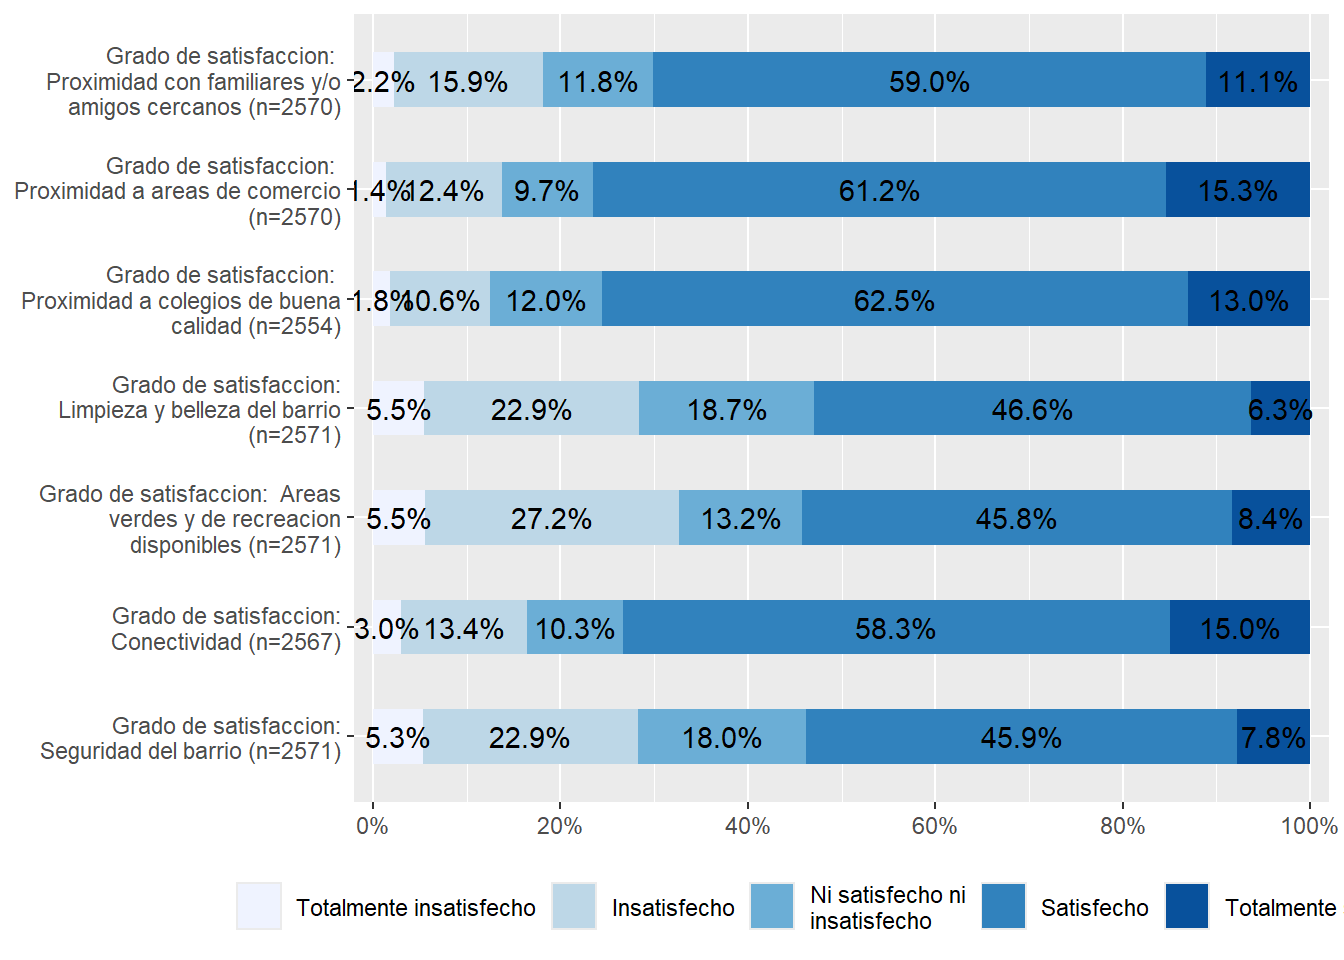 Grado de satisfaccion:
Proximidad con familiares y/o
amigos cercanos (n=2570)
2.2% 15.9% 11.8% 59.0% 11.1%
Grado de satisfaccion:
Proximidad a areas de comercio
(n=2570)
1.4% 12.4% 9.7% 61.2% 15.3%
Grado de satisfaccion:
Proximidad a colegios de buena
calidad (n=2554)
1.8% 10.6% 12.0% 62.5% 13.0%
Grado de satisfaccion:
Limpieza y belleza del barrio
(n=2571)
5.5% 22.9% 18.7% 46.6% 6.3%
Grado de satisfaccion:  Areas
verdes y de recreacion
disponibles (n=2571)
5.5% 27.2% 13.2% 45.8% 8.4%
Grado de satisfaccion:
Conectividad (n=2567)
3.0% 13.4% 10.3% 58.3% 15.0%
Grado de satisfaccion:
Seguridad del barrio (n=2571)
5.3% 22.9% 18.0% 45.9% 7.8%
0% 20% 40% 60% 80% 100%
Totalmente insatisfecho
Insatisfecho
Ni satisfecho ni
insatisfecho
Satisfecho
Totalmente